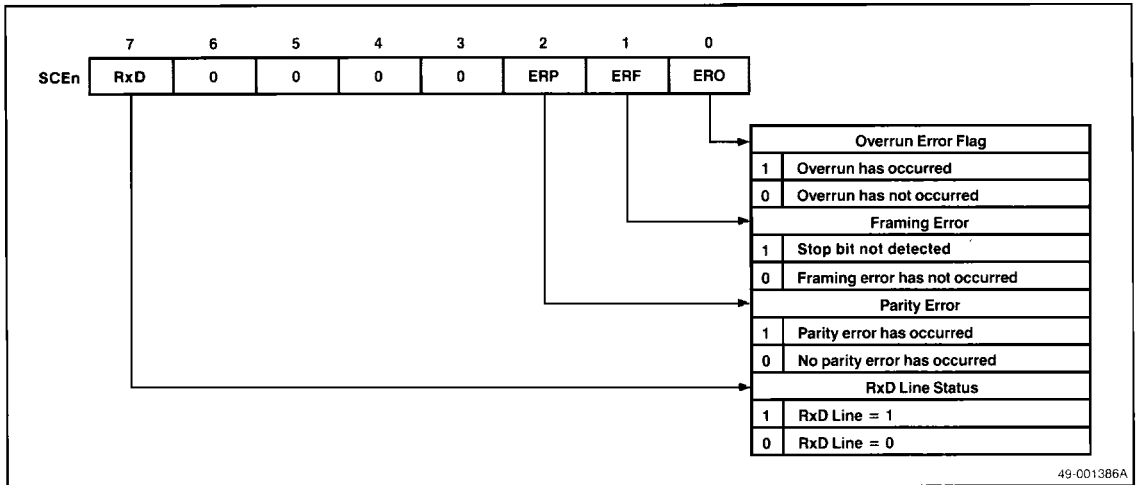 7 6 5 4 3 2 1 0
SCEn RxD 0 0 0 0 ERP ERF ERO
Overrun Error Flag
1 Overrun has occurred
0 Overrun has not occurred
Framing Error
1 Stop bit not detected
0 Framing error has not occurred
Parity Error
1 Parity error has occurred
0 No parity error has occurred
RxD Line Status
1 RxD Line = 1
0 RxD Line = 0
49-001386A